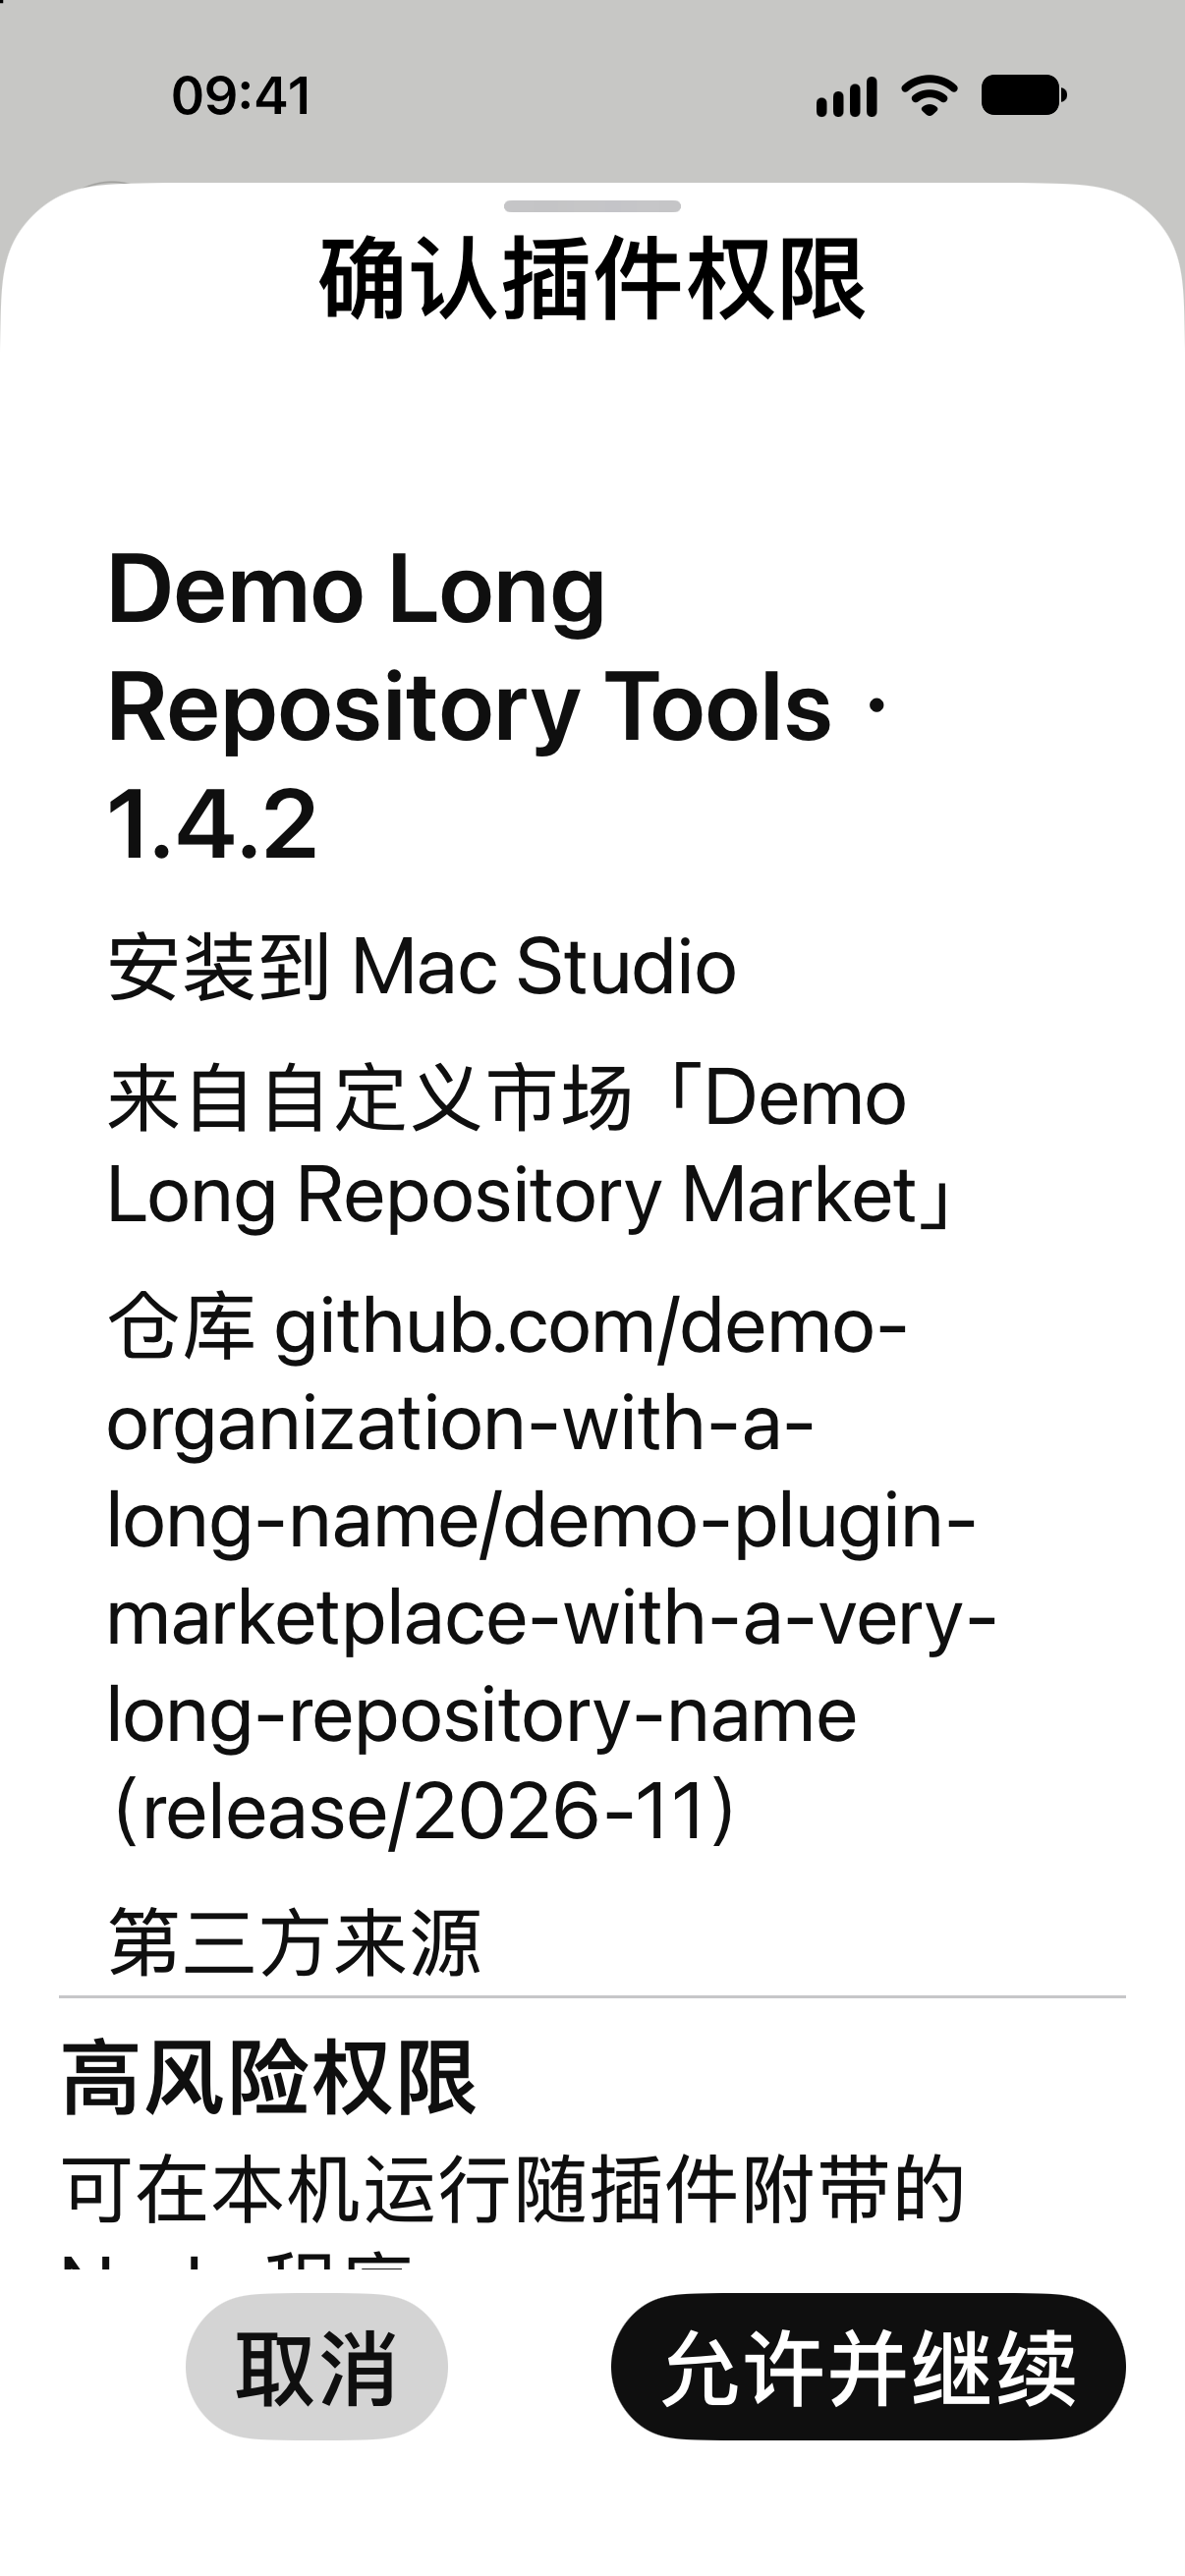 09:41
确认插件权限
Demo Long
Repository Tools ·
1.4.2
安装到 Mac Studio
来自自定义市场「Demo
Long Repository Market」
仓库 github.com/demo-
organization-with-a-
long-name/demo-plugin-
marketplace-with-a-very-
long-repository-name
（release/2026-11）
第三方来源
高风险权限
可在本机运行随插件附带的
取消
允许并继续